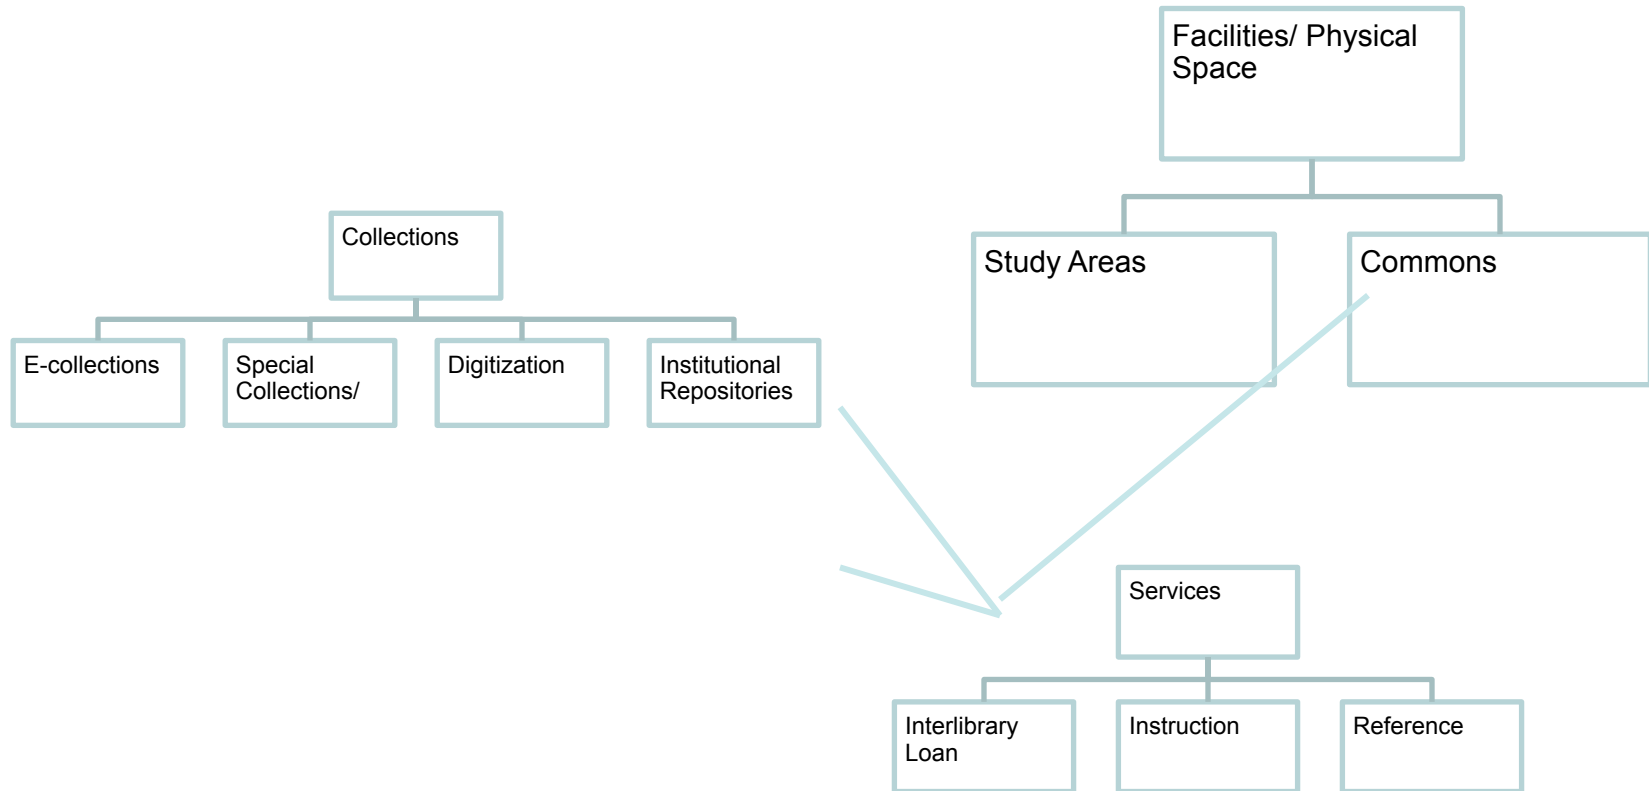 Facilities/ Physical
Space
Study Areas
Commons
Collections
E-collections
Special
Collections/
Digitization
Institutional
Repositories
Services
Interlibrary
Loan
Instruction
Reference